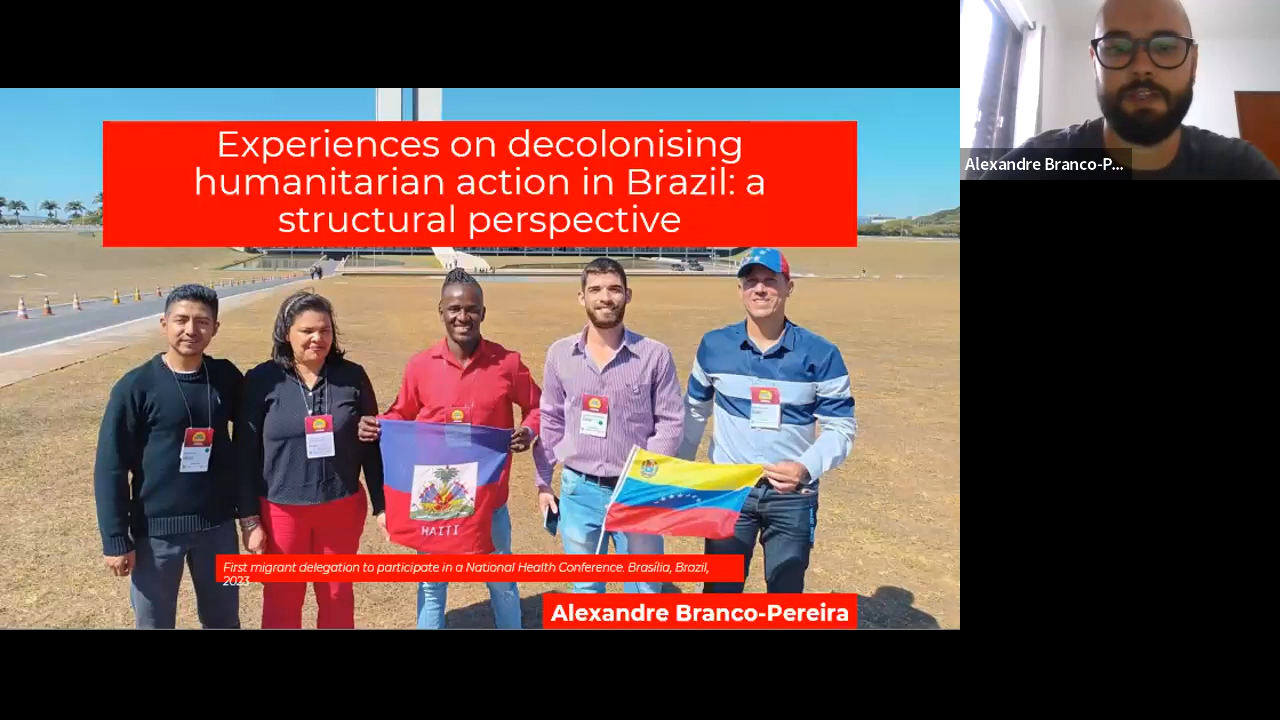 Experiences on decolonising
humanitarian action in Brazil: a
structural perspective
Alexandre Branco-P...
HAITI
First migrant delegation to participate in a National Health Conference. Brasília, Brazil,
2023
Alexandre Branco-Pereira